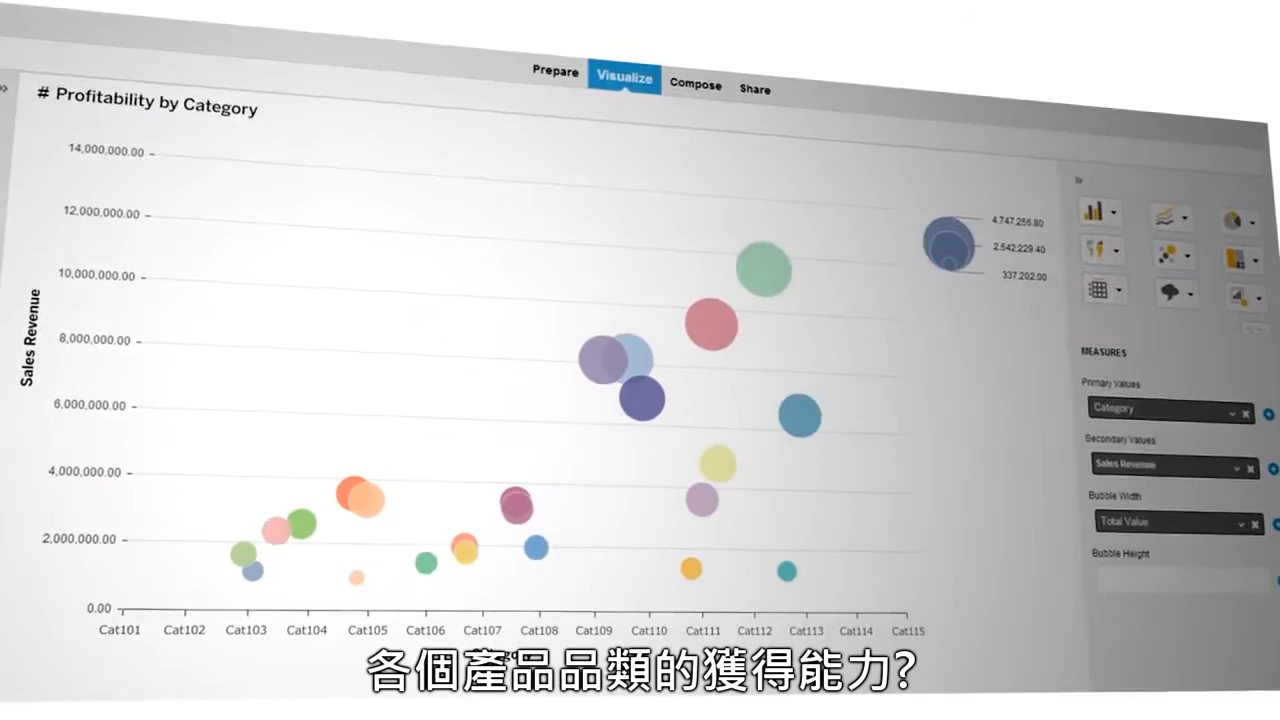 Prepare Visualize Compose Share
# Profitability by Category
14,000,000.00
12,000,000.00
10,000,000.00
8,000,000.00
6,000,000.00
4,000,000.00
2,000,000.00
0.00
Sales Revenue
Cat101 Cat102 Cat103 Cat104 Cat105 Cat106 Cat107 Cat108 Cat109 Cat110 Cat111 Cat112 Cat113 Cat114 Cat115
4,747,256.80
2,542,229.40
337,202.00
MEASURES
Primary Values
Category
Secondary Values
Sales Revenue
Bubble Width
Total Value
Bubble Height
各個產品品類的獲得能力?